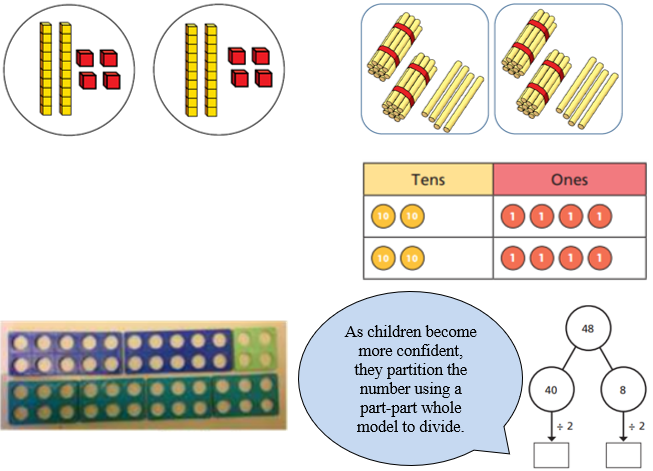 Tens Ones
10 10 1 1 1 1
10 10 1 1 1 1
As children become
more confident,
they partition the
number using a
part-part whole
model to divide.
48
40 8
÷ 2 ÷ 2